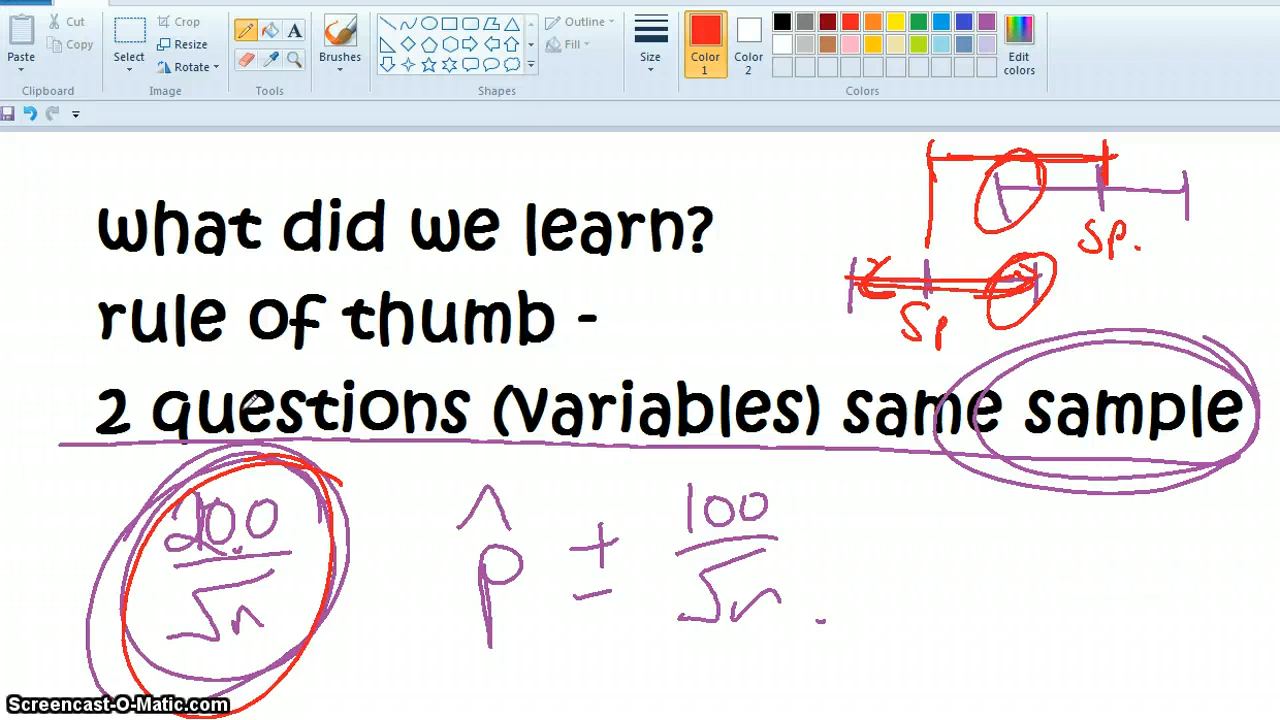 Cut
Copy
Paste
Clipboard
Crop
Resize
Rotate
Select
Image
A
Tools
Brushes
Outline
Fill
Shapes
Size
Color 1
Color 2
Edit colors
Colors
what did we learn?
Sp.
rule of thumb -
Sp
2 questions (variables) same sample
200
√n
p̂ ± 100
√n.
Screencast-O-Matic.com